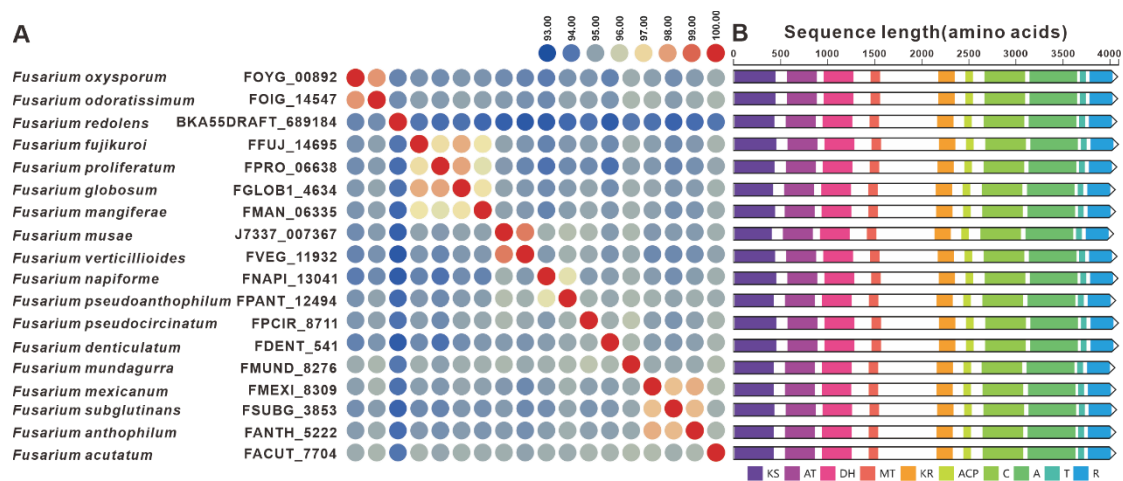 A
93.00 94.00 95.00 96.00 97.00 98.00 99.00 100.00
B Sequence length(amino acids)
0 500 1000 1500 2000 2500 3000 3500 4000
Fusarium oxysporum FOYG_00892
Fusarium odoratissimum FOIG_14547
Fusarium redolens BKA55DRAFT_689184
Fusarium fujikuroi FFUJ_14695
Fusarium proliferatum FPRO_06638
Fusarium globosum FGLOB1_4634
Fusarium mangiferae FMAN_06335
Fusarium musae J7337_007367
Fusarium verticillioides FVEG_11932
Fusarium napiforme FNAPI_13041
Fusarium pseudoanthophilum FPANT_12494
Fusarium pseudocircinatum FPCIR_8711
Fusarium denticulatum FDENT_541
Fusarium mundagurra FMUND_8276
Fusarium mexicanum FMEXI_8309
Fusarium subglutinans FSUBG_3853
Fusarium anthophilum FANTH_5222
Fusarium acutatum FACUT_7704
KS AT DH MT KR ACP C A T R